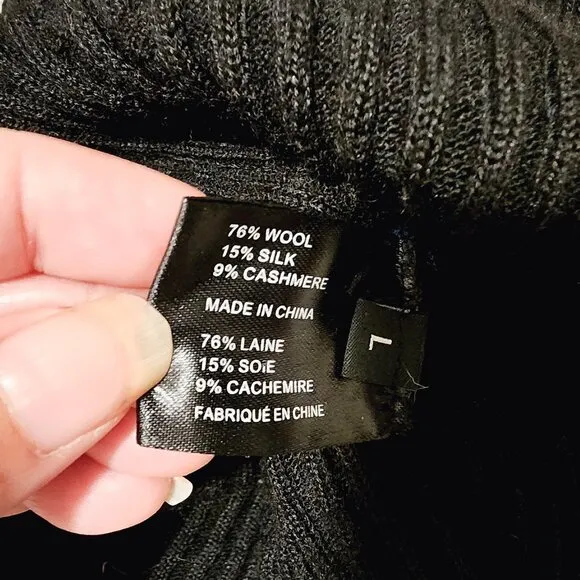 76% WOOL
15% SILK
9% CASHMERE
MADE IN CHINA
76% LAINE
15% SOIE
9% CACHEMIRE
FABRIQUÉ EN CHINE
L